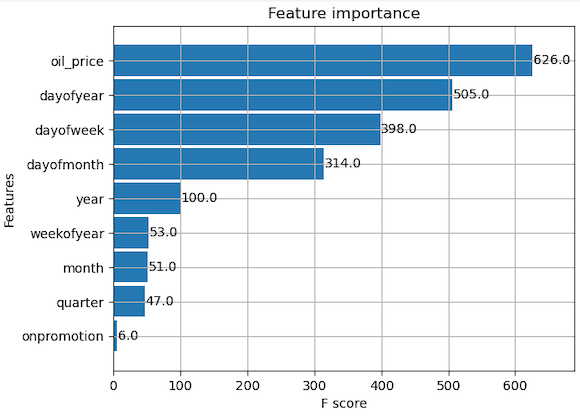 Feature importance
Features
oil_price 626.0
dayofyear 505.0
dayofweek 398.0
dayofmonth 314.0
year 100.0
weekofyear 53.0
month 51.0
quarter 47.0
onpromotion 6.0
0 100 200 300 400 500 600
F score